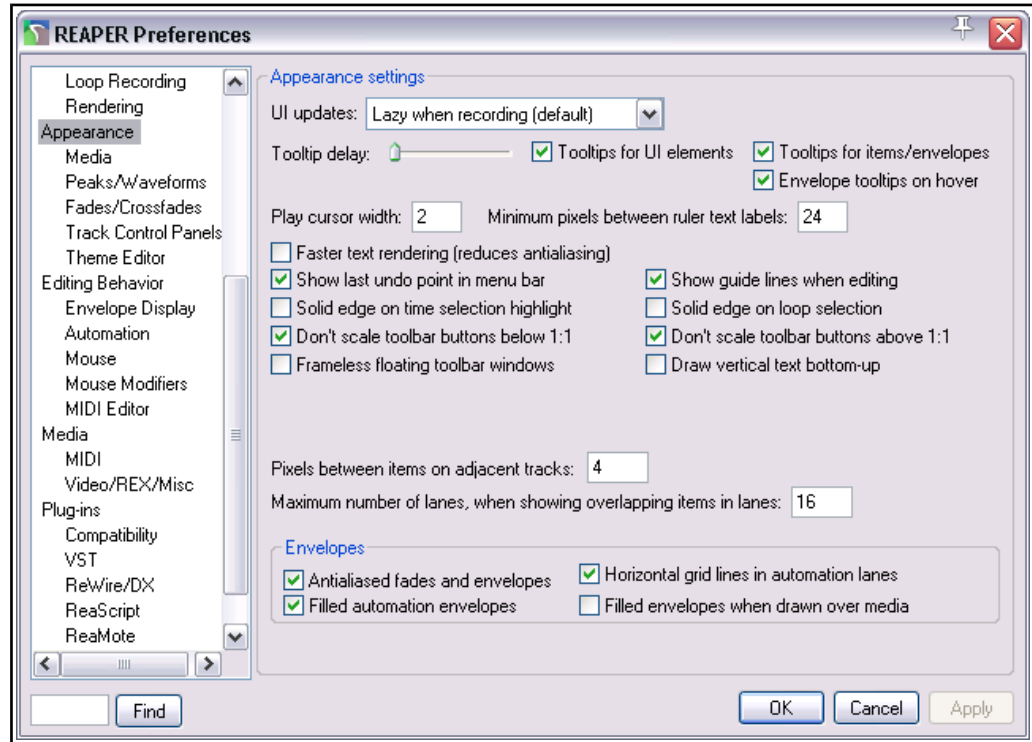 REAPER Preferences
Loop Recording
Rendering
Appearance
Media
Peaks/Waveforms
Fades/Crossfades
Track Control Panels
Theme Editor
Editing Behavior
Envelope Display
Automation
Mouse
Mouse Modifiers
MIDI Editor
Media
MIDI
Video/REX/Misc
Plug-ins
Compatibility
VST
ReWire/DX
ReaScript
ReaMote
Find
Appearance settings
UI updates: Lazy when recording (default)
Tooltip delay: Tooltips for UI elements Tooltips for items/envelopes
Envelope tooltips on hover
Play cursor width: 2 Minimum pixels between ruler text labels: 24
Faster text rendering (reduces antialiasing)
Show last undo point in menu bar Show guide lines when editing
Solid edge on time selection highlight Solid edge on loop selection
Don't scale toolbar buttons below 1:1 Don't scale toolbar buttons above 1:1
Frameless floating toolbar windows Draw vertical text bottom-up
Pixels between items on adjacent tracks: 4
Maximum number of lanes, when showing overlapping items in lanes: 16
Envelopes
Antialiased fades and envelopes Horizontal grid lines in automation lanes
Filled automation envelopes Filled envelopes when drawn over media
OK Cancel Apply